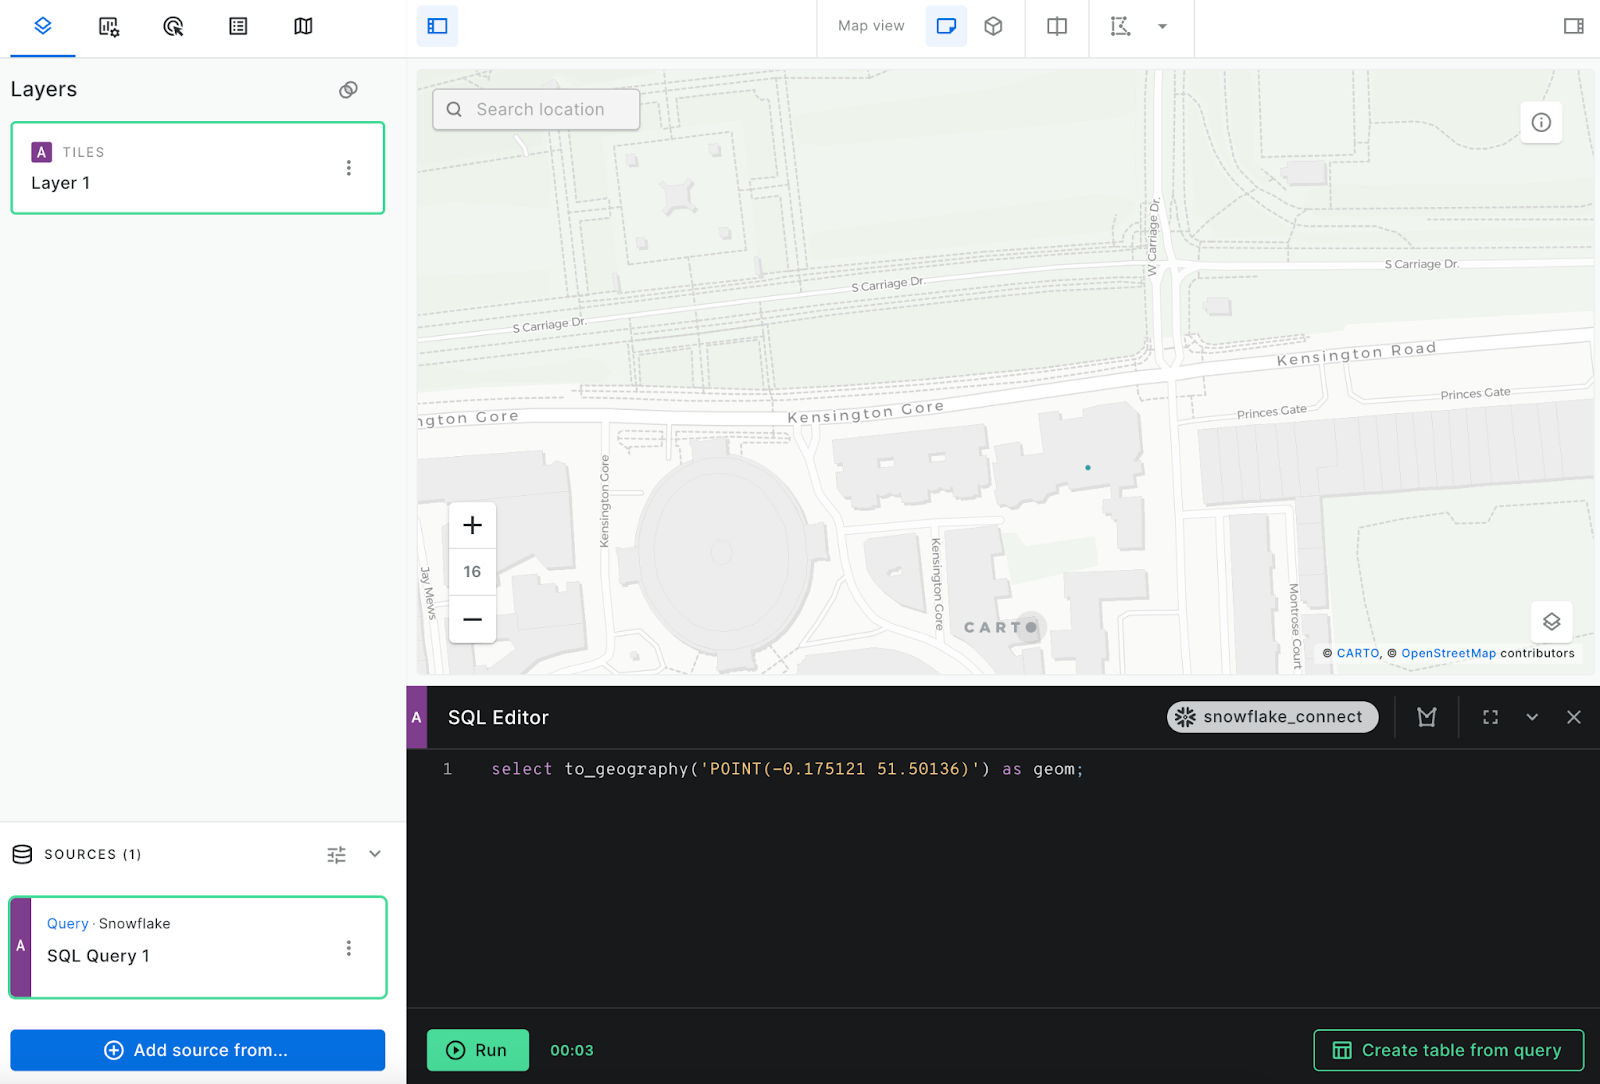 Map view
Layers
A TILES
Layer 1
Search location
W Carriage Dr.
S Carriage Dr.
S Carriage Dr.
S Carriage Dr.
Kensington Road
Princes Gate
Princes Gate
ngton Gore
Kensington Gore
Kensington Gore
Kensington Gore
Jay Mews
Montrose Court
+
16
−
CARTO
© CARTO, © OpenStreetMap contributors
A SQL Editor
snowflake_connect
1 select to_geography('POINT(-0.175121 51.50136)') as geom;
SOURCES (1)
Query · Snowflake
A
SQL Query 1
Add source from...
Run 00:03
Create table from query